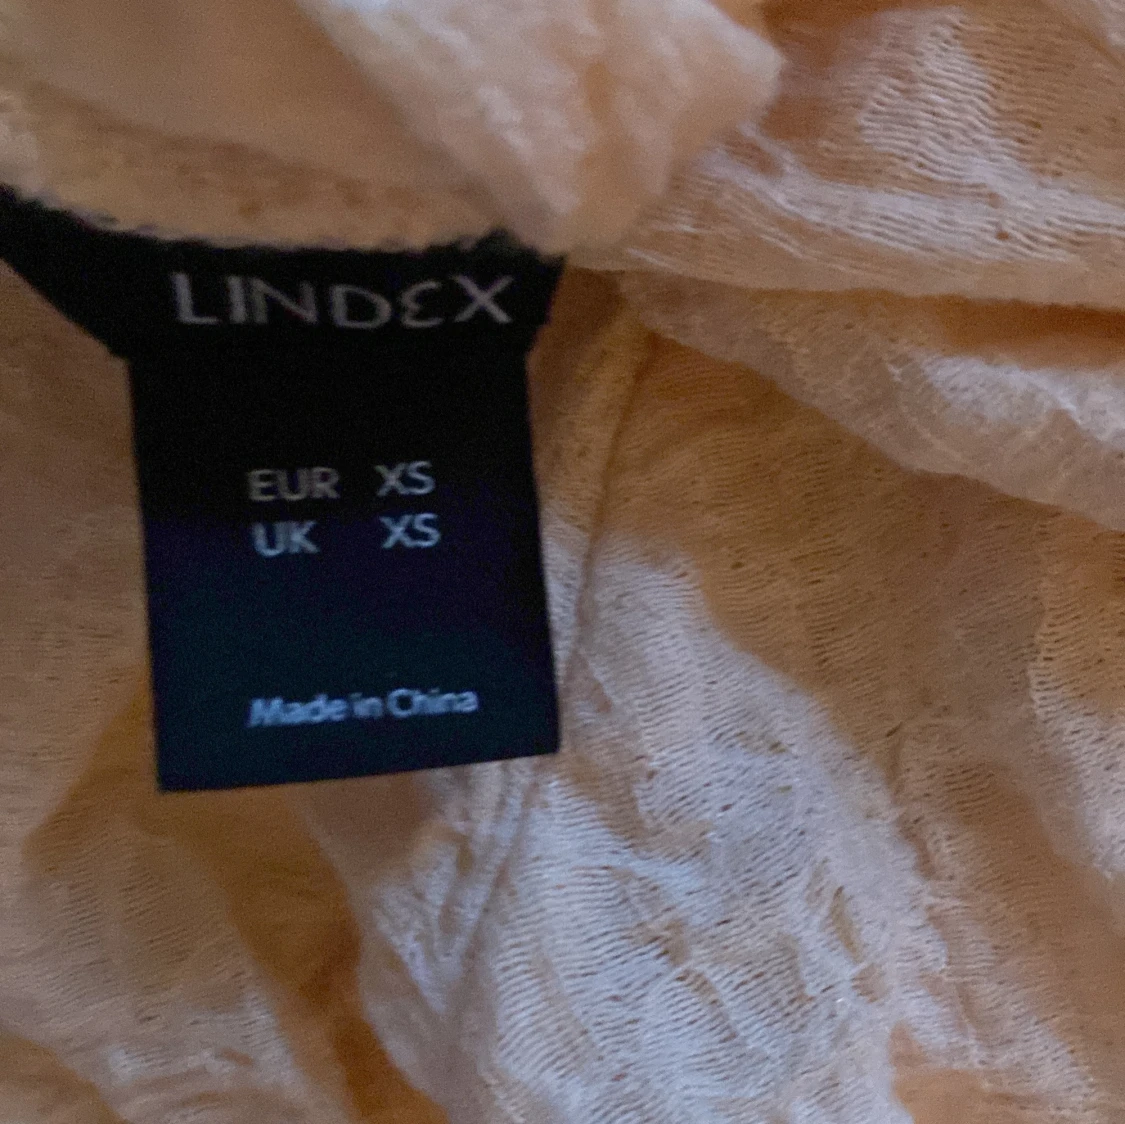 LINDEX
EUR XS
UK XS
Made in China